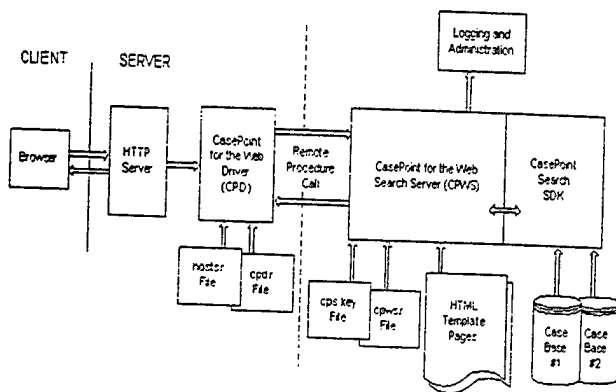 Logging and
Administration
CLIENT
SERVER
Browser
HTTP
Server
CasePoint
for the Web
Driver
(CPD)
Remote
Procedure
Call
CasePoint for the Web
Search Server (CPWS)
CasePoint
Search
SDK
File
cpdr
File
cps key
File
cpwsr
File
HTML
Template
Pages
Case
Base
#1
Case
Base
#2